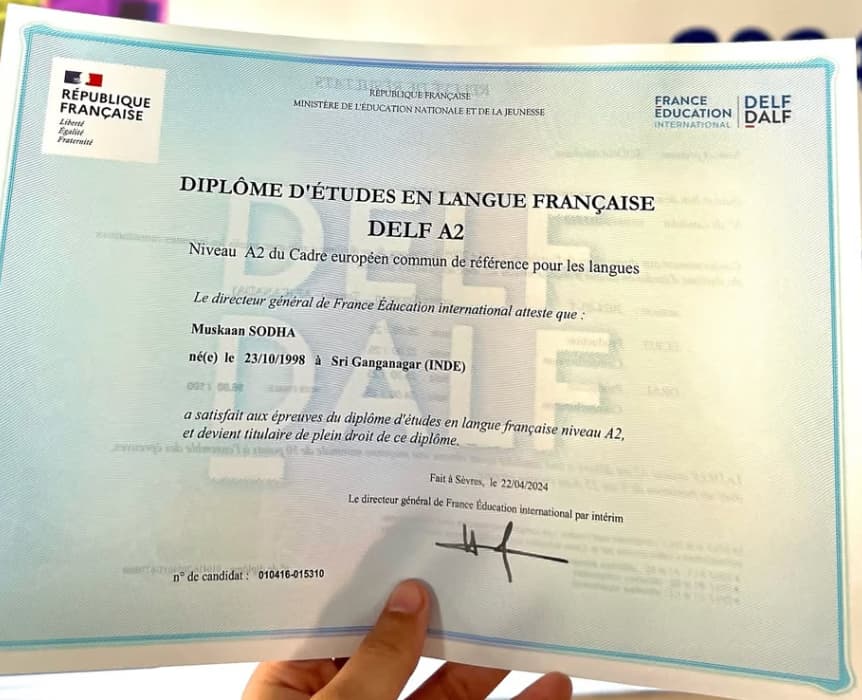 RÉPUBLIQUE
FRANÇAISE
Liberté
Égalité
Fraternité
RÉPUBLIQUE FRANÇAISE
MINISTÈRE DE L'ÉDUCATION NATIONALE ET DE LA JEUNESSE
FRANCE
ÉDUCATION
INTERNATIONAL
DELF
DALF
DIPLÔME D'ÉTUDES EN LANGUE FRANÇAISE
DELF A2
Niveau A2 du Cadre européen commun de référence pour les langues
Le directeur général de France Éducation international atteste que :
Muskaan SODHA
né(e) le 23/10/1998 à Sri Ganganagar (INDE)
a satisfait aux épreuves du diplôme d'études en langue française niveau A2,
et devient titulaire de plein droit de ce diplôme.
Fait à Sèvres, le 22/04/2024
Le directeur général de France Éducation international par intérim
n° de candidat : 010416-015310
DELF
DALF